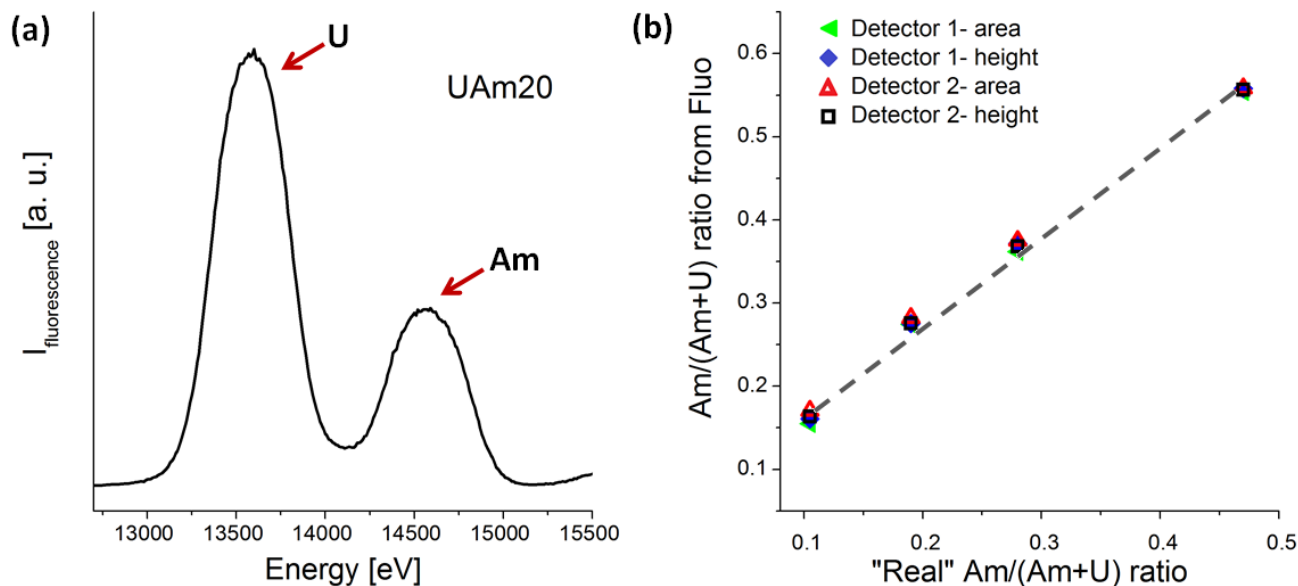 (a)
U
UAm20
Am
I fluorescence [a. u.]
13000 13500 14000 14500 15000 15500
Energy [eV]
(b)
Detector 1- area
Detector 1- height
Detector 2- area
Detector 2- height
Am/(Am+U) ratio from Fluo
0.6
0.5
0.4
0.3
0.2
0.1
0.1 0.2 0.3 0.4 0.5
"Real" Am/(Am+U) ratio